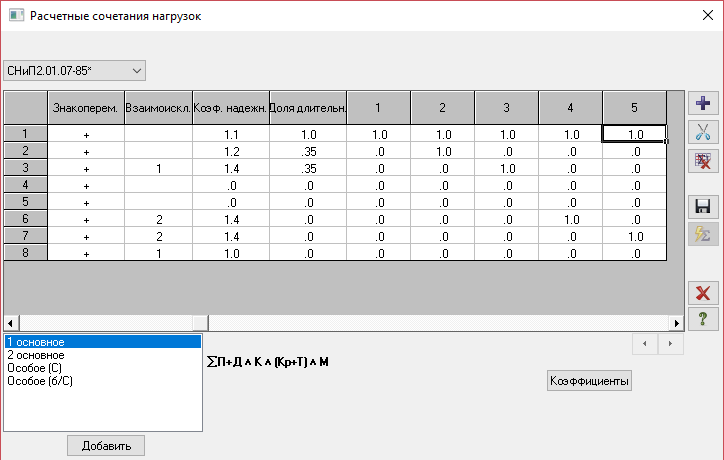 Расчетные сочетания нагрузок
СНиП2.01.07-85*
Знакоперем. Взаимоискл. Коэф. надежн. Доля длительн. 1 2 3 4 5
1 + 1.1 1.0 1.0 1.0 1.0 1.0 1.0
2 + 1.2 .35 .0 1.0 .0 .0 .0
3 + 1 1.4 .35 .0 .0 1.0 .0 .0
4 + .0 .0 .0 .0 .0 .0 .0
5 + .0 .0 .0 .0 .0 .0 .0
6 + 2 1.4 .0 .0 .0 .0 1.0 .0
7 + 2 1.4 .0 .0 .0 .0 .0 1.0
8 + 1 1.0 .0 .0 .0 .0 .0 .0
1 основное
2 основное
Особое (С)
Особое (б/С)
∑П+Д ∧ К ∧ (Кр+Т) ∧ М
Коэффициенты
Добавить